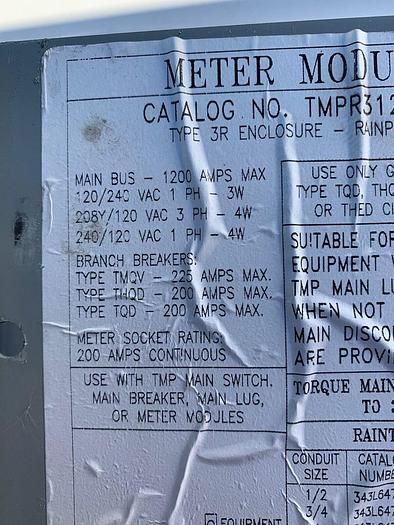 METER MODU
CATALOG NO. TMPR312
TYPE 3R ENCLOSURE - RAINP
MAIN BUS - 1200 AMPS MAX
120/240 VAC 1 PH - 3W
208Y/120 VAC 3 PH - 4W
240/120 VAC 1 PH - 4W
BRANCH BREAKERS:
TYPE TMQV - 225 AMPS MAX.
TYPE THQD - 200 AMPS MAX.
TYPE TQD - 200 AMPS MAX.
METER SOCKET RATING:
200 AMPS CONTINUOUS
USE WITH TMP MAIN SWITCH.
MAIN BREAKER, MAIN LUG,
OR METER MODULES
USE ONLY G
TYPE TQD, THQ
OR THED CI
SUITABLE FOR
EQUIPMENT W
TMP MAIN LU
WHEN NOT
MAIN DISCO
ARE PROVI
TORQUE MAIN
TO 2
RAINT
CONDUIT SIZE
CATAL
NUMBE
1/2 343L647
3/4 343L647
EQUIPMENT